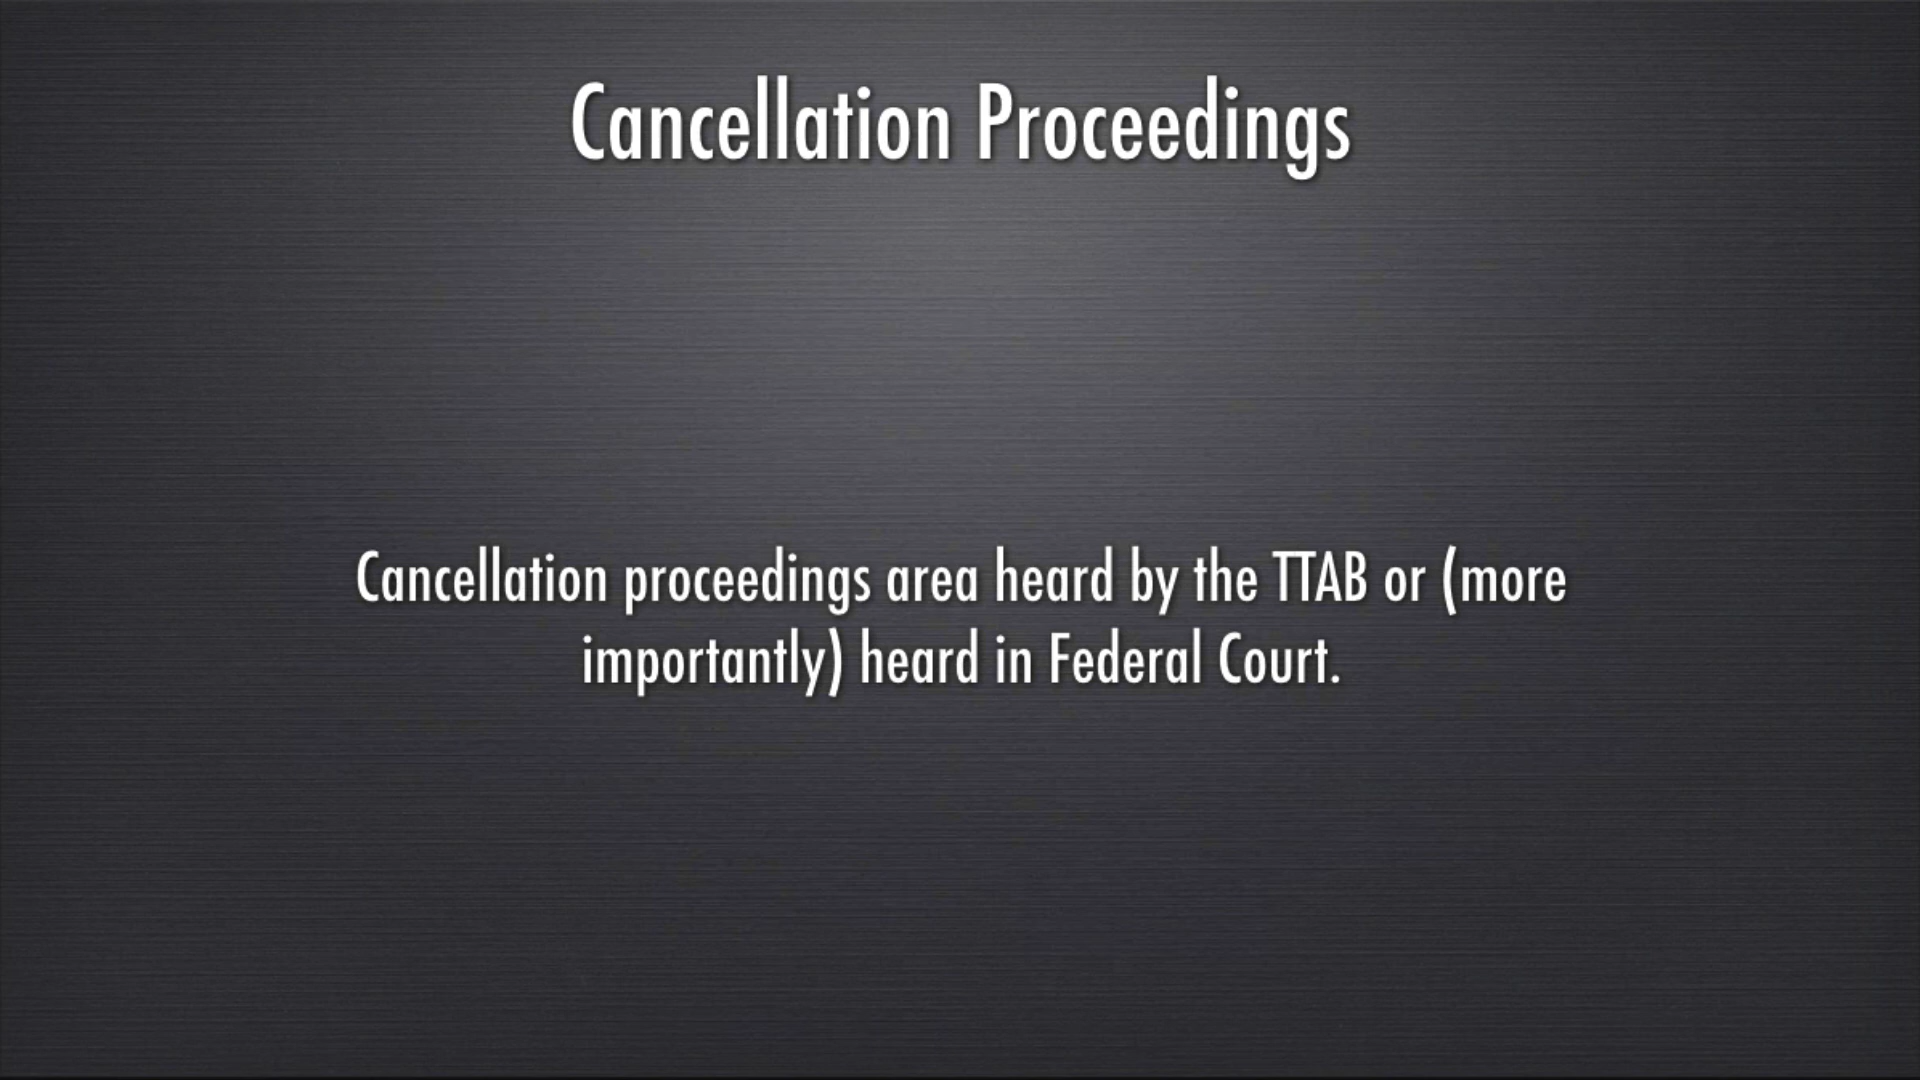 Cancellation Proceedings
Cancellation proceedings area heard by the TTAB or (more
importantly) heard in Federal Court.